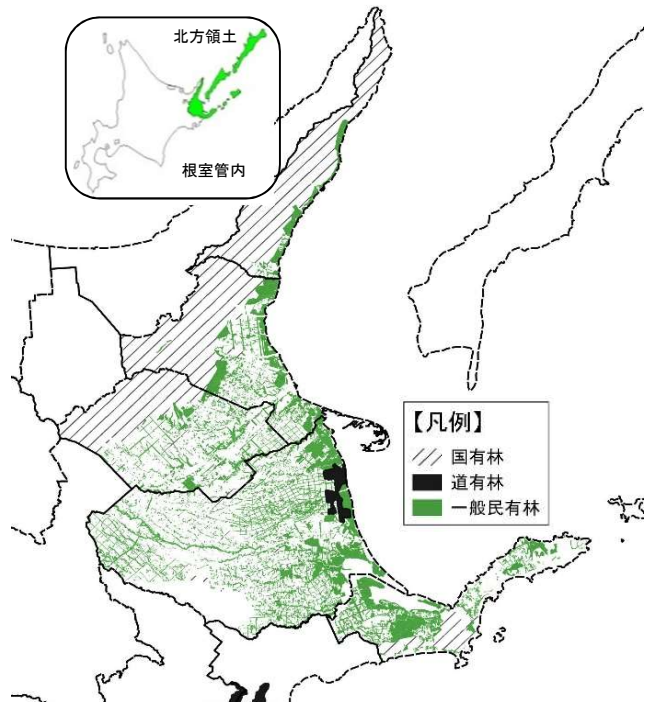 北方領土
根室管内
【凡例】
国有林
道有林
一般民有林